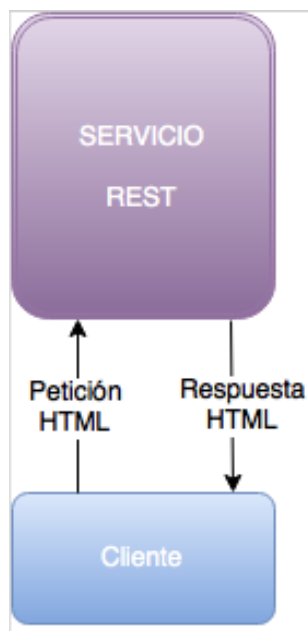 SERVICIO
REST
Petición
HTML
Respuesta
HTML
Cliente